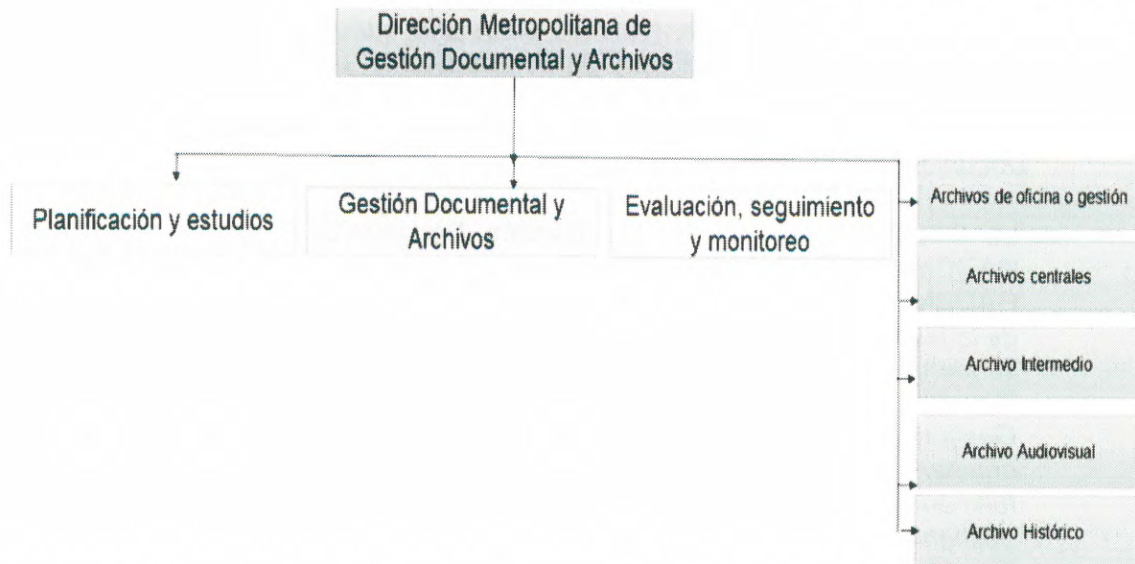 Dirección Metropolitana de
Gestión Documental y Archivos
Planificación y estudios
Gestión Documental y
Archivos
Evaluación, seguimiento
y monitoreo
Archivos de oficina o gestión
Archivos centrales
Archivo Intermedio
Archivo Audiovisual
Archivo Histórico